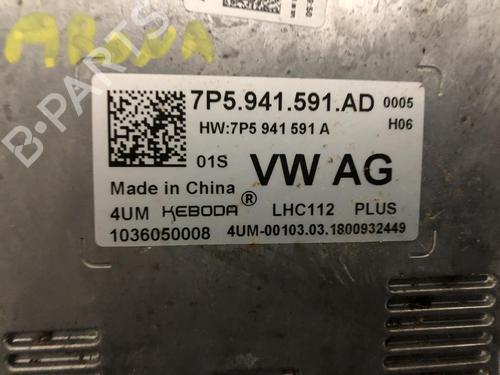 ARONA
7P5.941.591.AD 0005
HW:7P5 941 591 A H06
01S VW AG
Made in China
4UM KEBODA® LHC112 PLUS
1036050008 4UM-00103.03.1800932449
B-PARTS